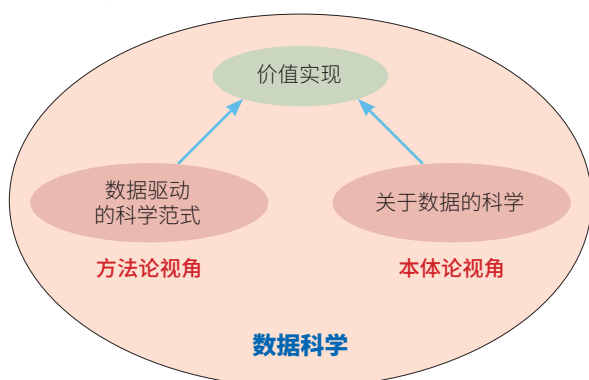 价值实现
数据驱动
的科学范式
关于数据的科学
方法论视角
本体论视角
数据科学